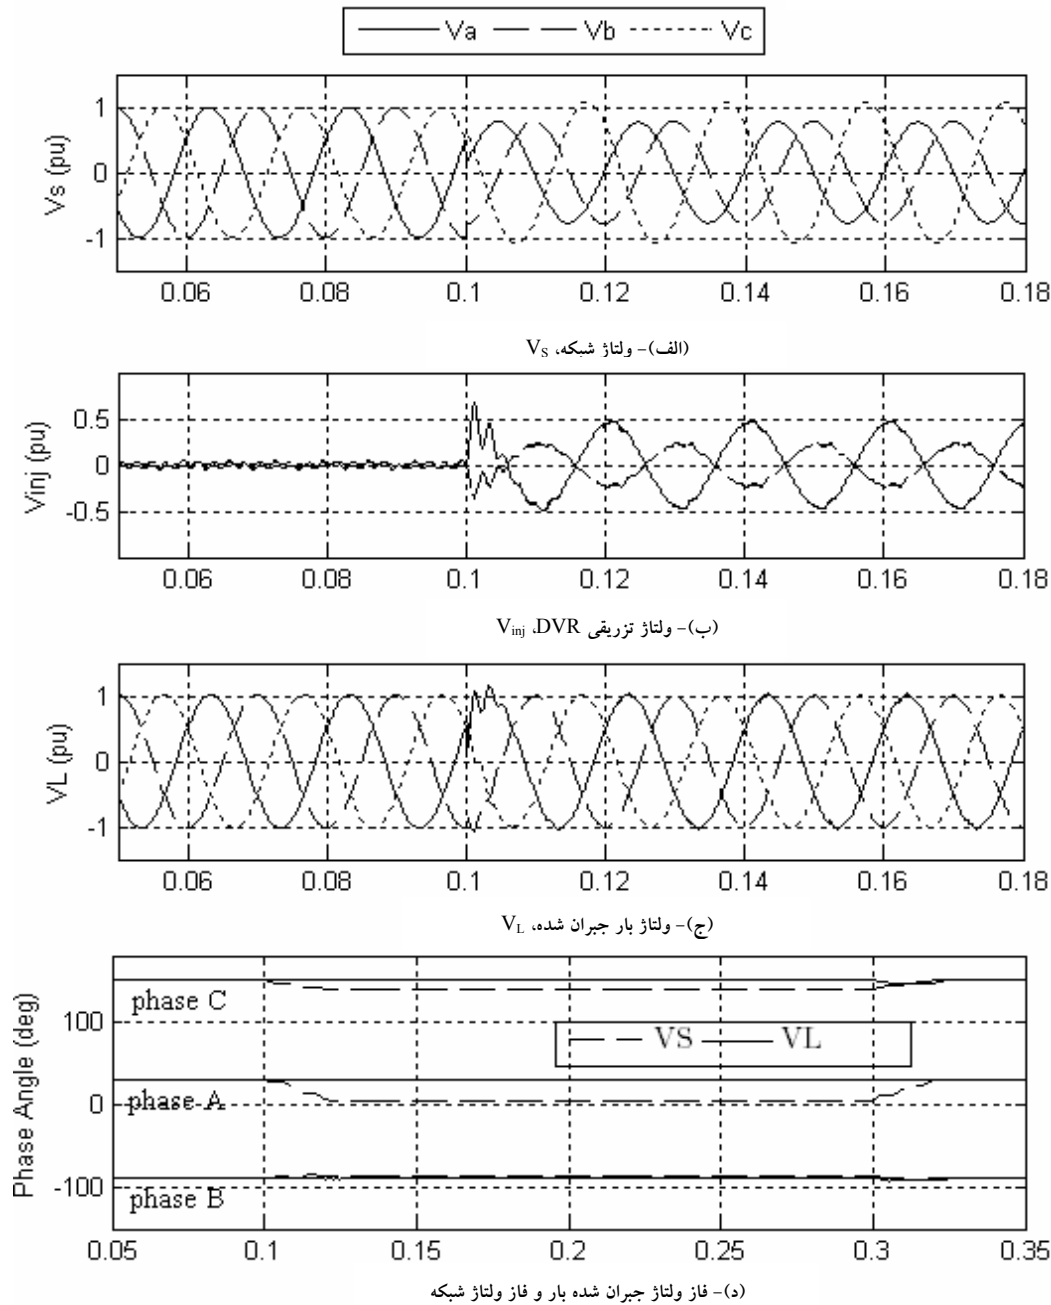 Va Vb Vc
Vs (pu)
1
0
-1
0.06 0.08 0.1 0.12 0.14 0.16 0.18
(الف)- ولتاژ شبکه، VS
Vinj (pu)
0.5
0
-0.5
0.06 0.08 0.1 0.12 0.14 0.16 0.18
(ب)- ولتاژ تزریقی DVR، Vinj
VL (pu)
1
0
-1
0.06 0.08 0.1 0.12 0.14 0.16 0.18
(ج)- ولتاژ بار جبران شده، VL
Phase Angle (deg)
phase C
100
VS VL
0
phase A
-100
phase B
0.05 0.1 0.15 0.2 0.25 0.3 0.35
(د)- فاز ولتاژ جبران شده بار و فاز ولتاژ شبکه